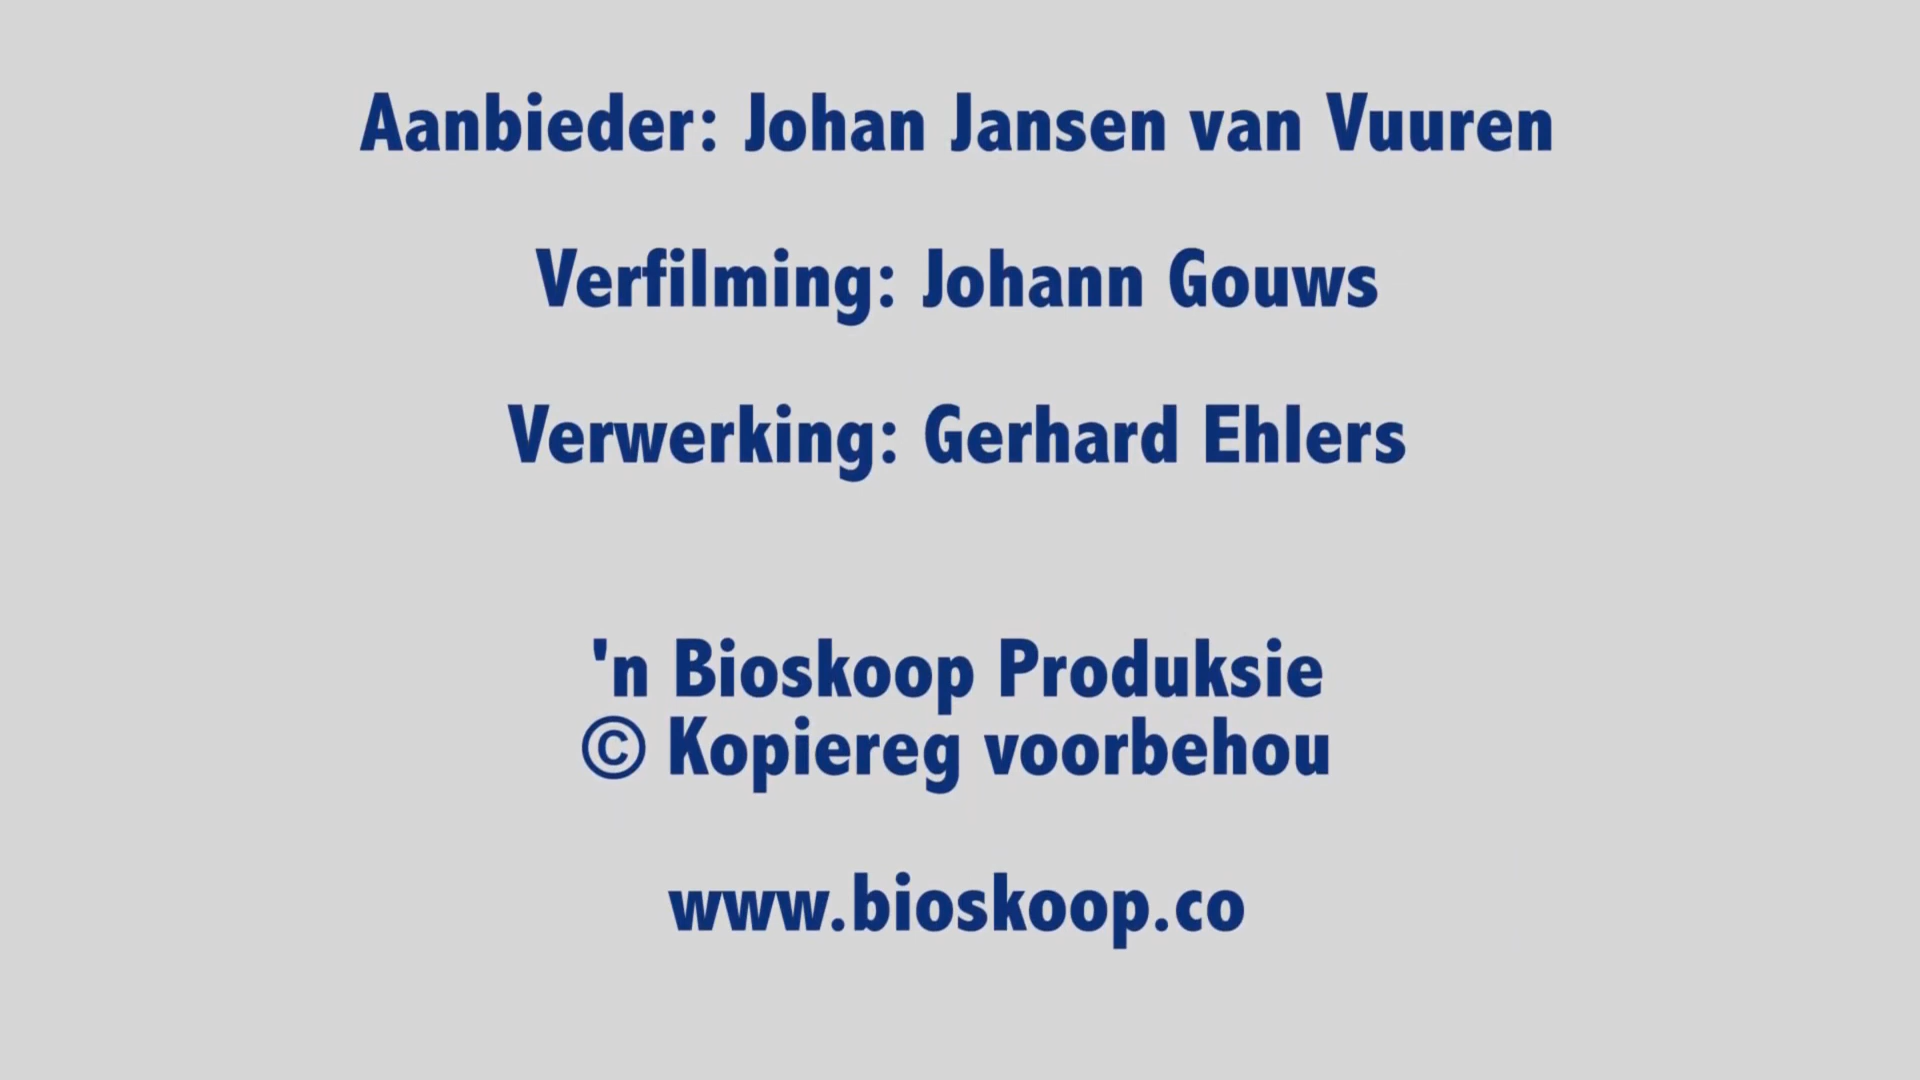 Aanbieder: Johan Jansen van Vuuren
Verfilming: Johann Gouws
Verwerking: Gerhard Ehlers
'n Bioskoop Produksie
© Kopiereg voorbehou
www.bioskoop.co